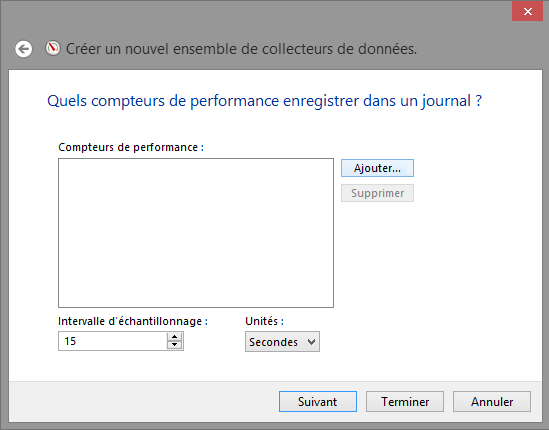 Créer un nouvel ensemble de collecteurs de données.
Quels compteurs de performance enregistrer dans un journal ?
Compteurs de performance :
Ajouter...
Supprimer
Intervalle d'échantillonnage :
Unités :
15
Secondes
Suivant
Terminer
Annuler